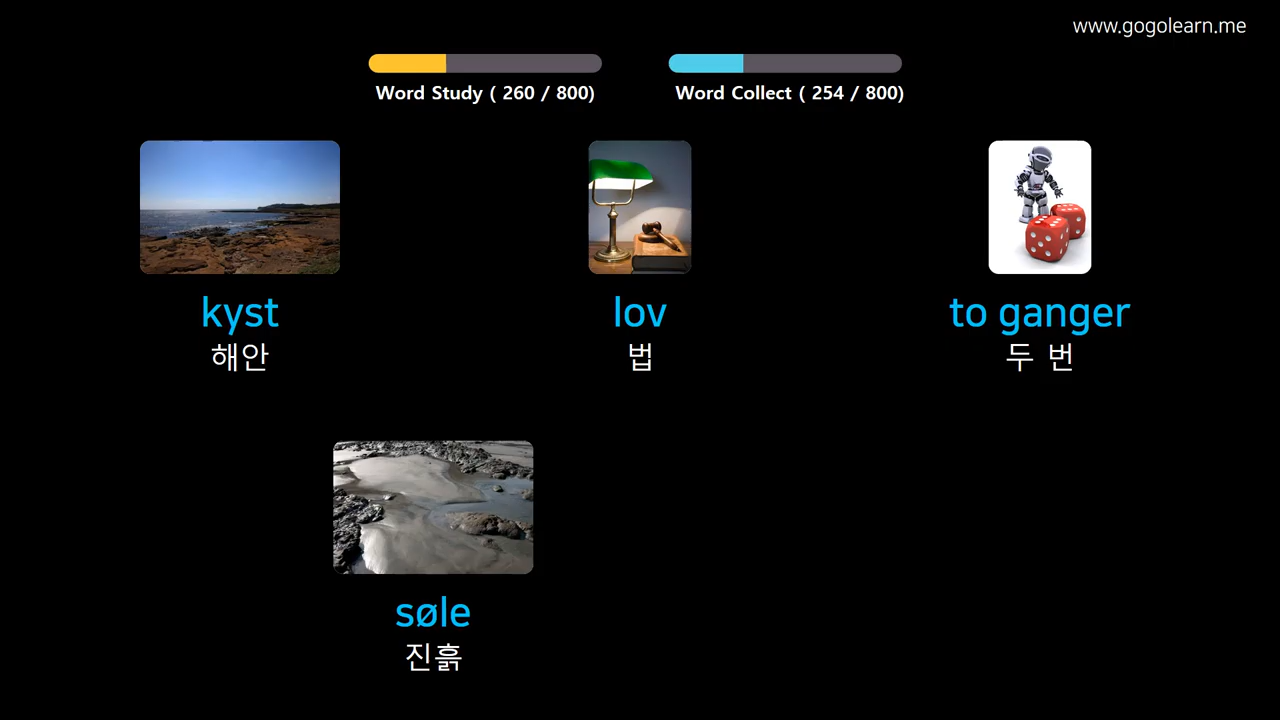 www.gogolearn.me
Word Study ( 260 / 800)
Word Collect ( 254 / 800)
kyst
해안
lov
법
to ganger
두 번
søle
진흙